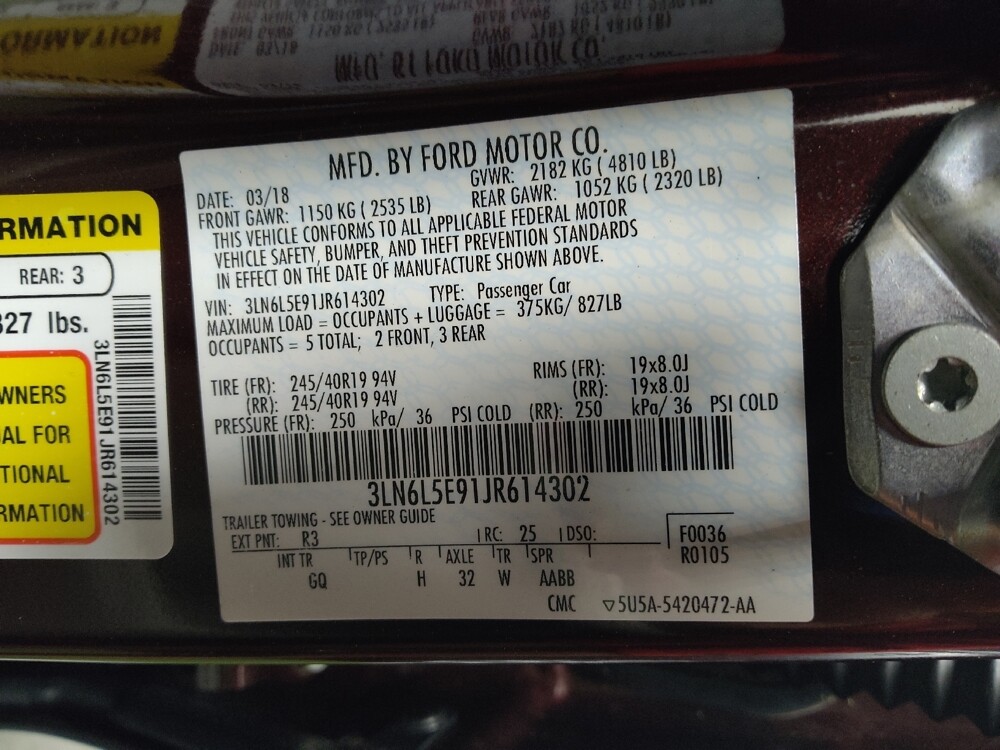 MFD. BY FORD MOTOR CO.
DATE: 03/18 GVWR: 2182 KG ( 4810 LB)
FRONT GAWR: 1150 KG ( 2535 LB) REAR GAWR: 1052 KG ( 2320 LB)
THIS VEHICLE CONFORMS TO ALL APPLICABLE FEDERAL MOTOR
VEHICLE SAFETY, BUMPER, AND THEFT PREVENTION STANDARDS
IN EFFECT ON THE DATE OF MANUFACTURE SHOWN ABOVE.
VIN: 3LN6L5E91JR614302 TYPE: Passenger Car
MAXIMUM LOAD = OCCUPANTS + LUGGAGE = 375KG/ 827LB
OCCUPANTS = 5 TOTAL; 2 FRONT, 3 REAR
TIRE (FR): 245/40R19 94V RIMS (FR): 19x8.0J
(RR): 245/40R19 94V (RR): 19x8.0J
PRESSURE (FR): 250 kPa/ 36 PSI COLD (RR): 250 kPa/ 36 PSI COLD
3LN6L5E91JR614302
TRAILER TOWING - SEE OWNER GUIDE
EXT PNT: R3 RC: 25 DSO: F0036
R0105
INT TR TP/PS R AXLE TR SPR
GQ H 32 W AABB
CMC ▽5U5A-5420472-AA
RMATION
REAR: 3
827 lbs.
3LN6L5E91JR614302
WNERS
AL FOR
TIONAL
RMATION